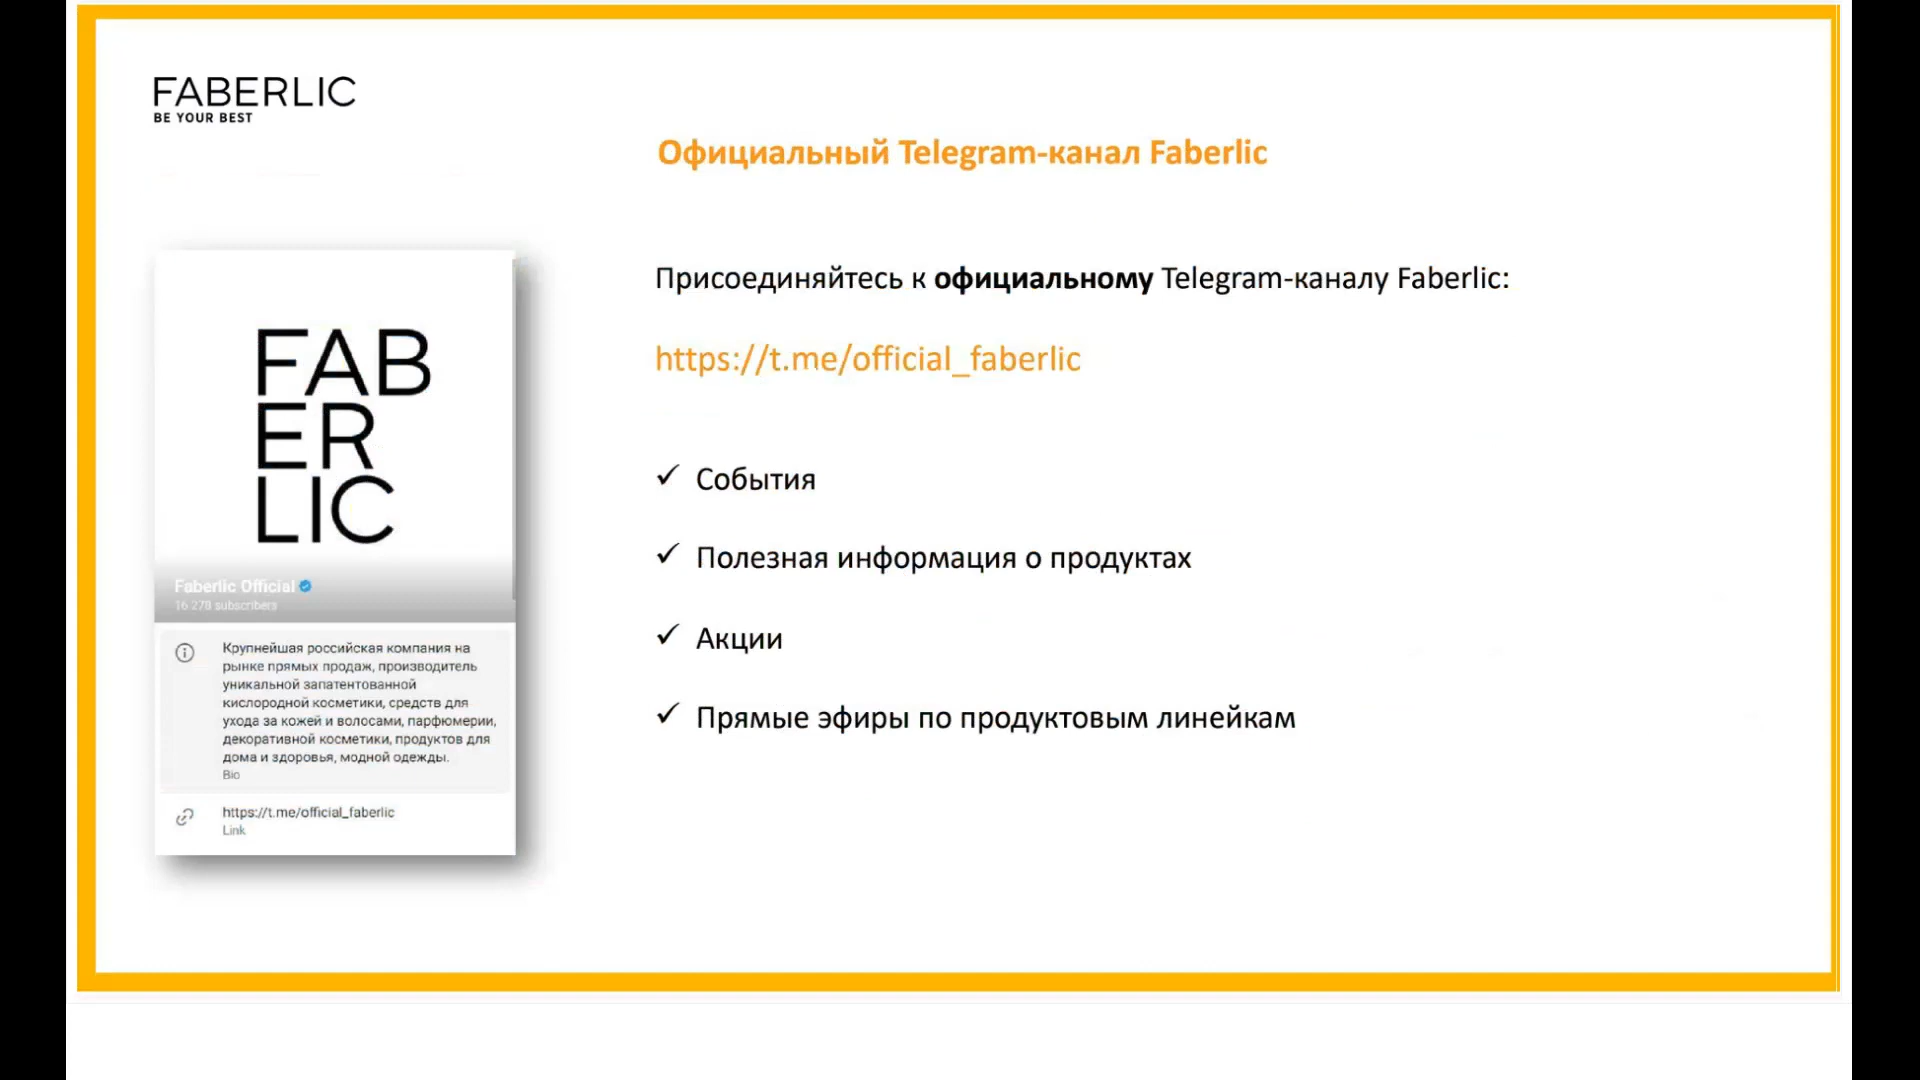 FABERLIC
BE YOUR BEST
Официальный Telegram-канал Faberlic
Присоединяйтесь к официальному Telegram-каналу Faberlic:
https://t.me/official_faberlic
✓ События
✓ Полезная информация о продуктах
✓ Акции
✓ Прямые эфиры по продуктовым линейкам
FAB
ER
LIC
Faberlic Official
16 278 subscribers
Крупнейшая российская компания на
рынке прямых продаж, производитель
уникальной запатентованной
кислородной косметики, средств для
ухода за кожей и волосами, парфюмерии,
декоративной косметики, продуктов для
дома и здоровья, модной одежды.
Bio
https://t.me/official_faberlic
Link